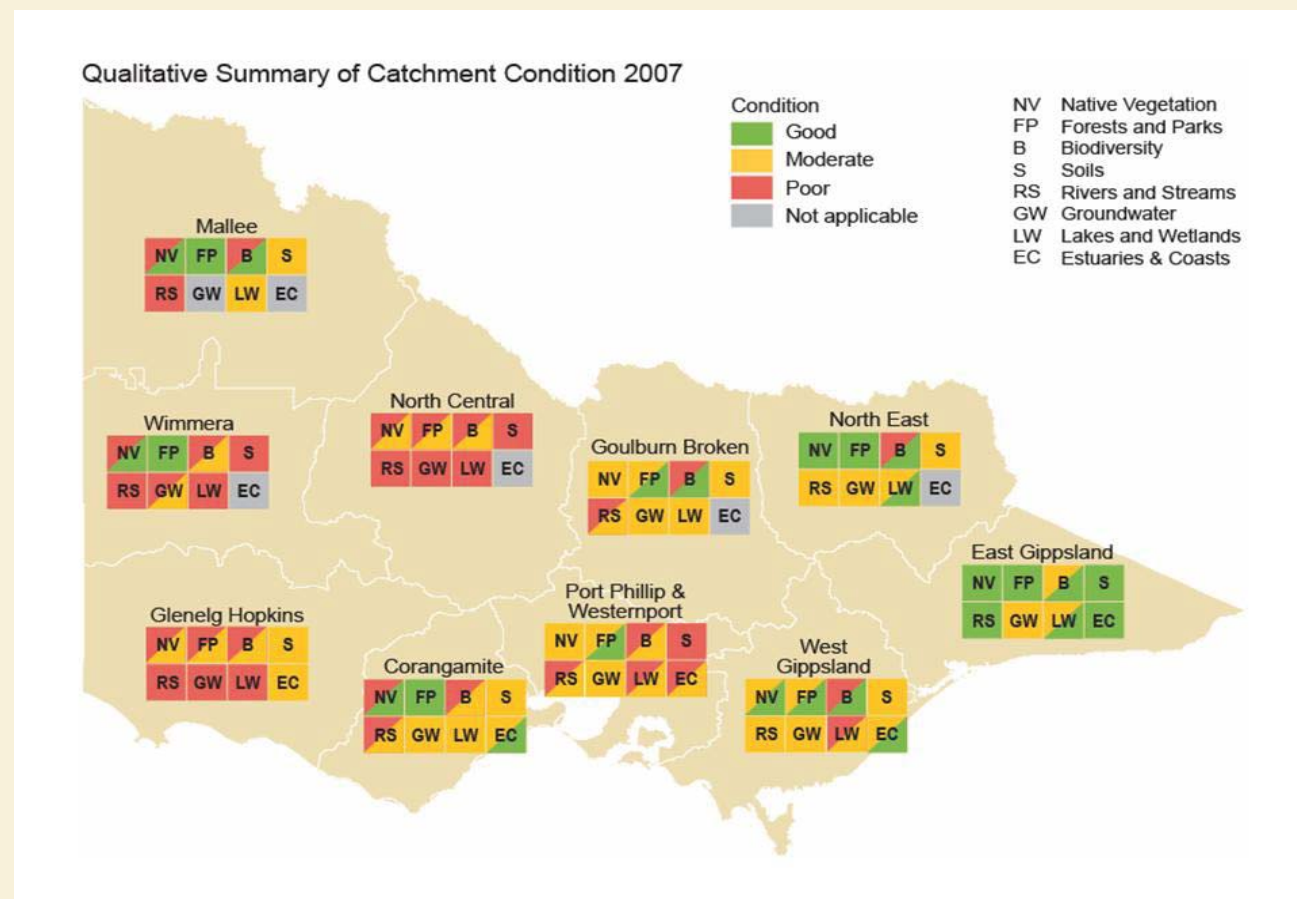 Qualitative Summary of Catchment Condition 2007
Condition
Good
Moderate
Poor
Not applicable
NV Native Vegetation
FP Forests and Parks
B Biodiversity
S Soils
RS Rivers and Streams
GW Groundwater
LW Lakes and Wetlands
EC Estuaries & Coasts
Mallee
NV FP B S
RS GW LW EC
Wimmera
NV FP B S
RS GW LW EC
North Central
NV FP B S
RS GW LW EC
Goulburn Broken
NV FP B S
RS GW LW EC
North East
NV FP B S
RS GW LW EC
East Gippsland
NV FP B S
RS GW LW EC
Glenelg Hopkins
NV FP B S
RS GW LW EC
Corangamite
NV FP B S
RS GW LW EC
Port Phillip &
Westernport
NV FP B S
RS GW LW EC
West
Gippsland
NV FP B S
RS GW LW EC